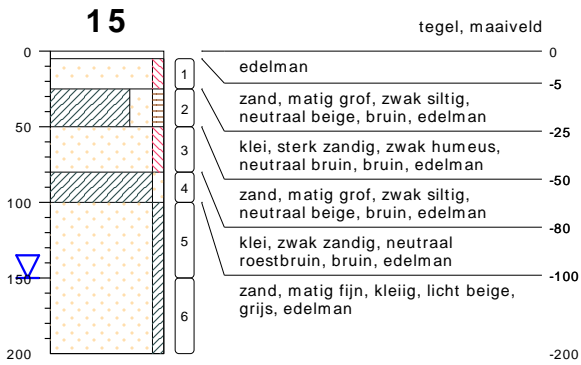 15
tegel, maaiveld
0
0
edelman
-5
1
zand, matig grof, zwak siltig,
neutraal beige, bruin, edelman
-25
2
50
klei, sterk zandig, zwak humeus,
neutraal bruin, bruin, edelman
-50
3
zand, matig grof, zwak siltig,
neutraal beige, bruin, edelman
-80
4
100
klei, zwak zandig, neutraal
roestbruin, bruin, edelman
-100
5
150
zand, matig fijn, kleiig, licht beige,
grijs, edelman
6
200
-200